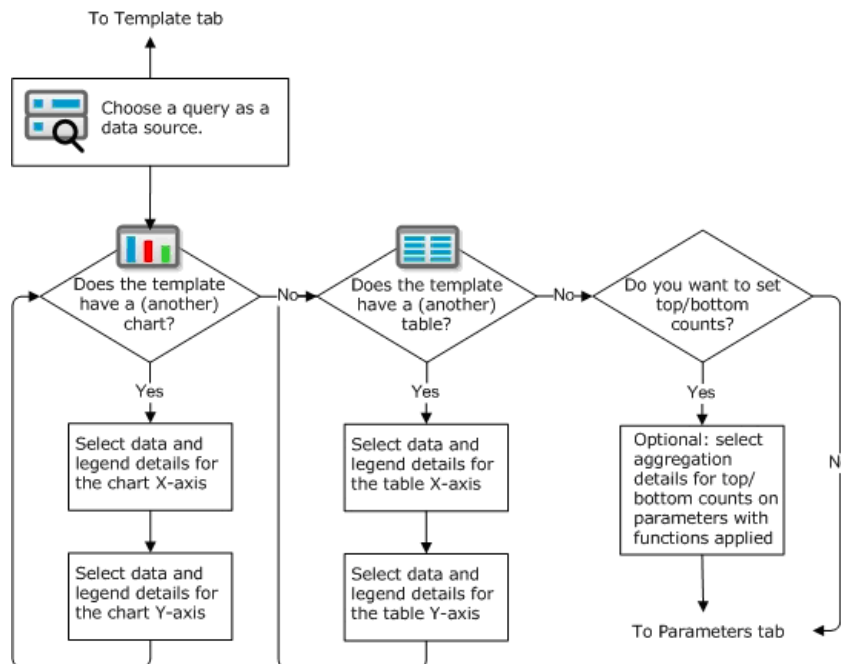 To Template tab
Choose a query as a
data source.
Does the template
have a (another)
chart?
No
Does the template
have a (another)
table?
No
Do you want to set
top/bottom
counts?
Yes
Yes
Yes
Select data and
legend details for
the chart X-axis
Select data and
legend details for
the table X-axis
Optional: select
aggregation
details for top/
bottom counts on
parameters with
functions applied
N
Select data and
legend details for
the chart Y-axis
Select data and
legend details for
the table Y-axis
To Parameters tab